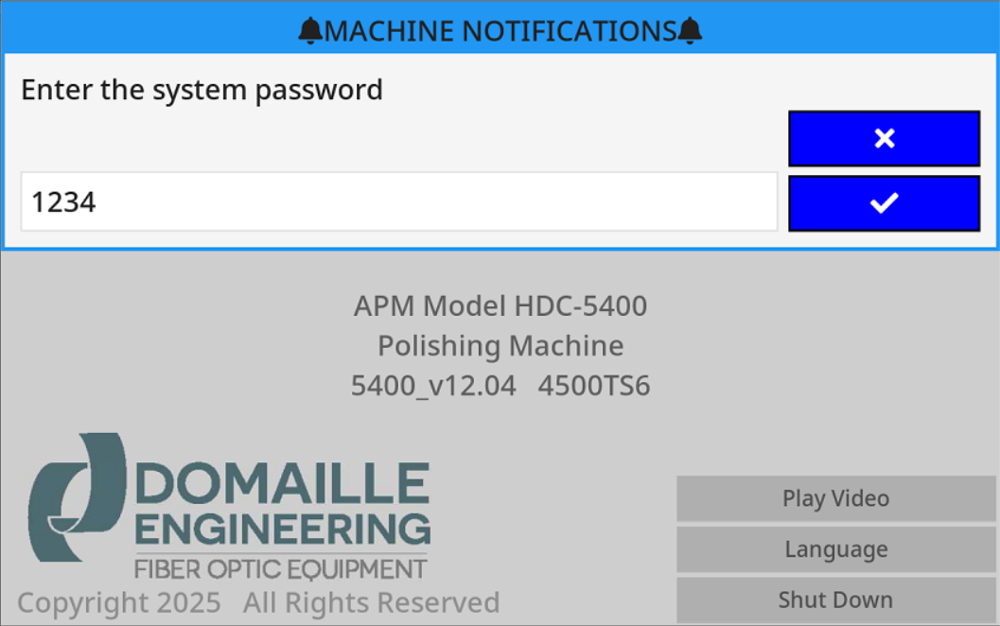 MACHINE NOTIFICATIONS
Enter the system password
1234
APM Model HDC-5400
Polishing Machine
5400_v12.04 4500TS6
DOMAILLE
ENGINEERING
FIBER OPTIC EQUIPMENT
Copyright 2025 All Rights Reserved
Play Video
Language
Shut Down